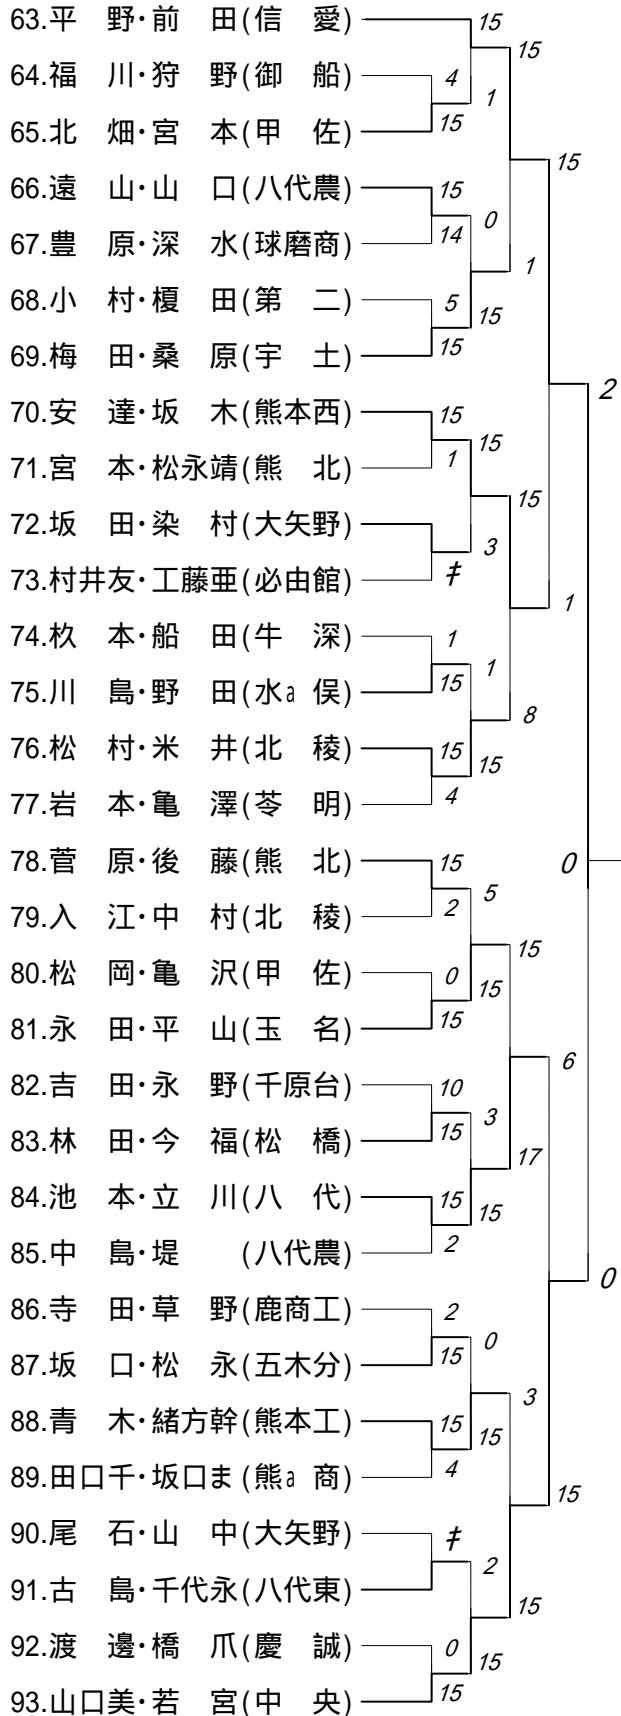 63.平　野・前　田(信　愛)
15
15
64.福　川・狩　野(御　船)
4
1
65.北　畑・宮　本(甲　佐)
15
15
66.遠　山・山　口(八代農)
15
0
67.豊　原・深　水(球磨商)
14
1
68.小　村・榎　田(第　二)
5
15
69.梅　田・桑　原(宇　土)
15
2
70.安　達・坂　木(熊本西)
15
15
71.宮　本・松永靖(熊　北)
1
15
72.坂　田・染　村(大矢野)
3
73.村井友・工藤亜(必由館)
キ
1
74.杦　本・船　田(牛　深)
1
1
75.川　島・野　田(水a 俣)
15
8
76.松　村・米　井(北　稜)
15
15
77.岩　本・亀　澤(苓　明)
4
78.菅　原・後　藤(熊　北)
15
0
5
79.入　江・中　村(北　稜)
2
15
80.松　岡・亀　沢(甲　佐)
0
15
81.永　田・平　山(玉　名)
15
6
82.吉　田・永　野(千原台)
10
3
83.林　田・今　福(松　橋)
15
17
84.池　本・立　川(八　代)
15
15
85.中　島・堤　　(八代農)
2
0
86.寺　田・草　野(鹿商工)
2
0
87.坂　口・松　永(五木分)
15
3
88.青　木・緒方幹(熊本工)
15
15
89.田口千・坂口ま(熊a 商)
4
15
90.尾　石・山　中(大矢野)
キ
2
91.古　島・千代永(八代東)
15
92.渡　邊・橋　爪(慶　誠)
0
15
93.山口美・若　宮(中　央)
15